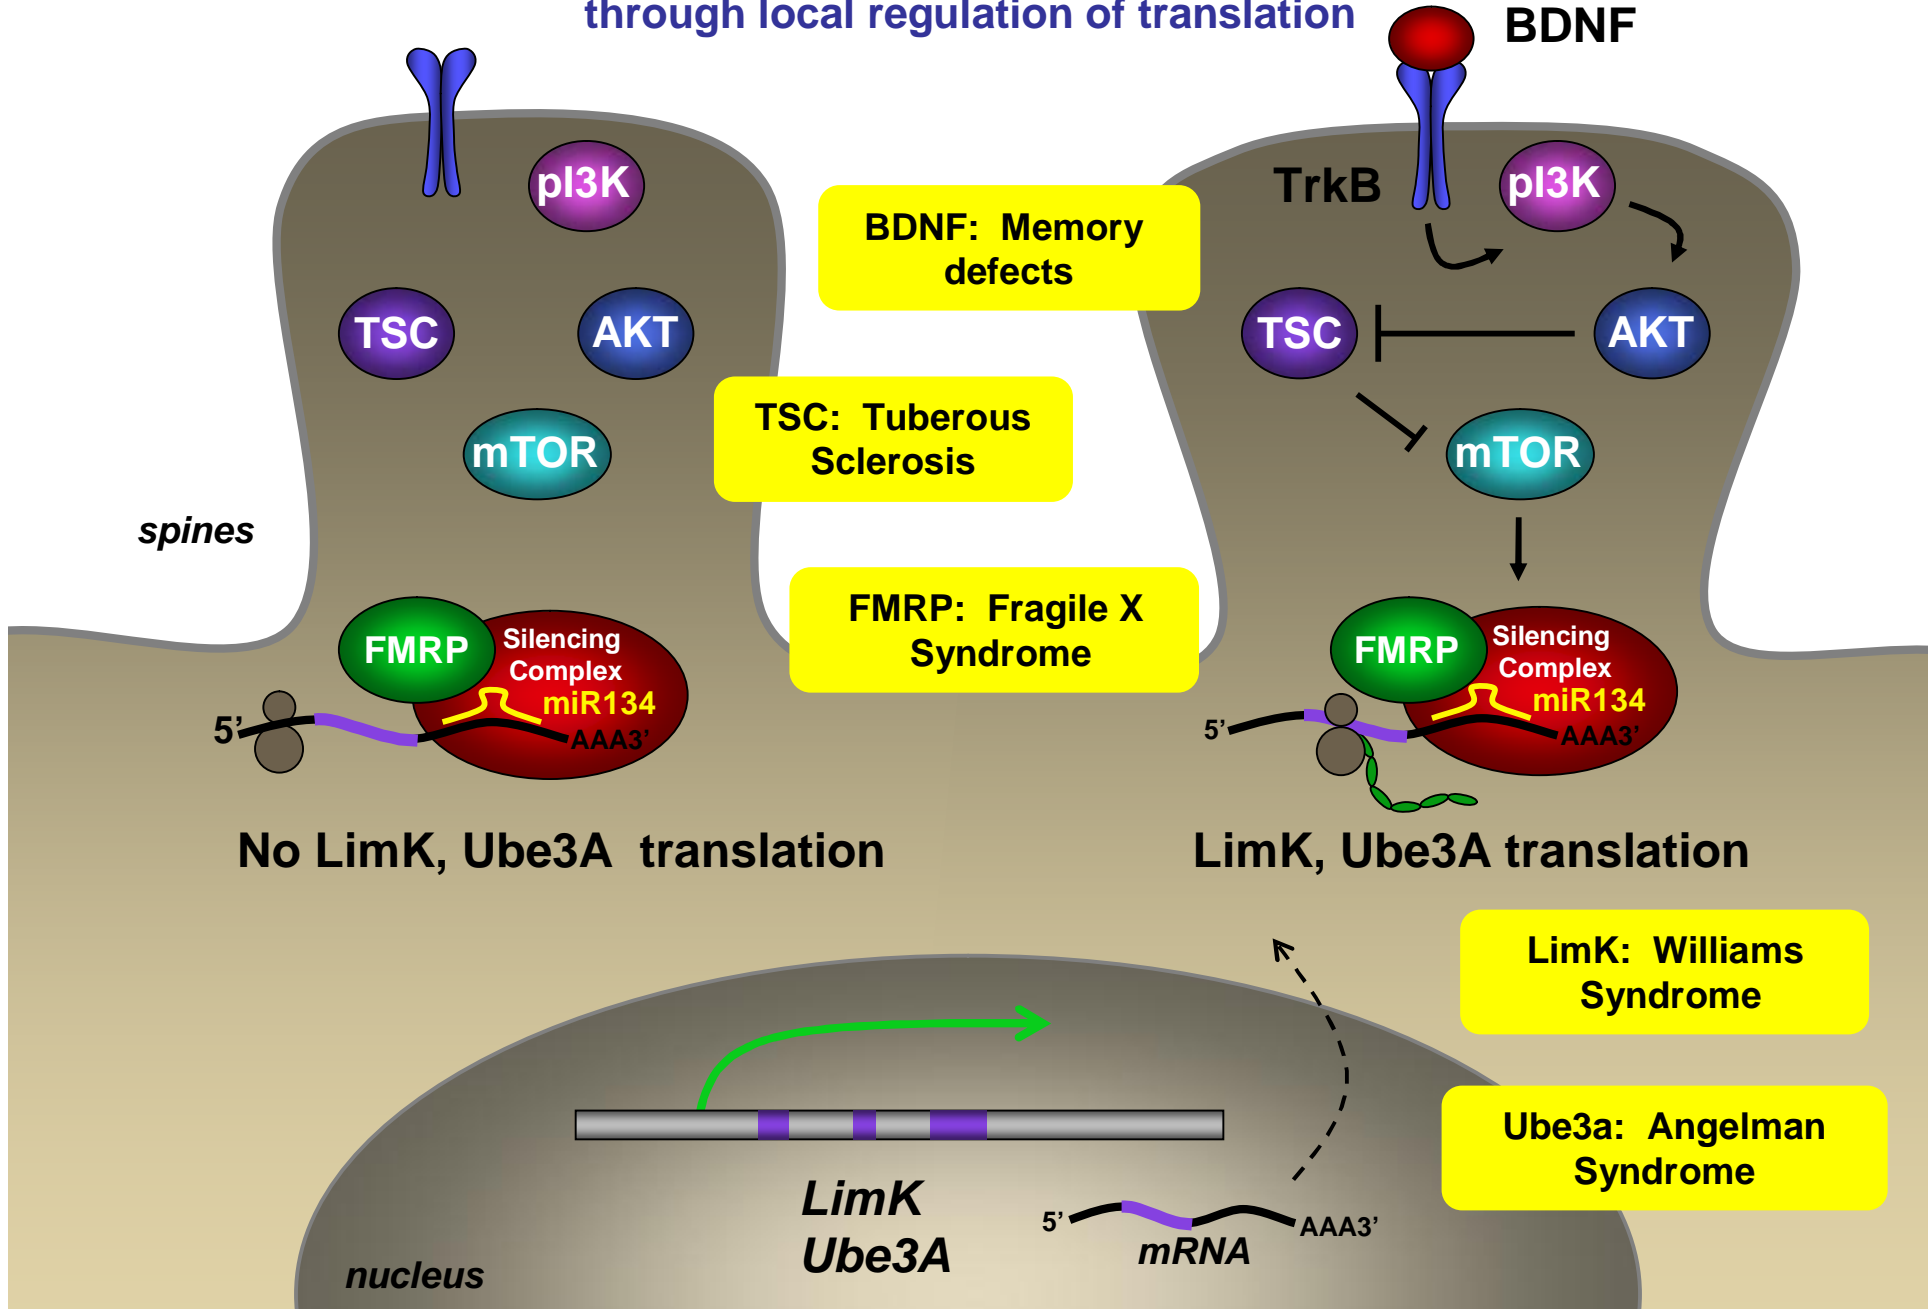 through local regulation of translation
BDNF
pI3K
TrkB
pI3K
BDNF:  Memory
defects
TSC
AKT
TSC
AKT
TSC:  Tuberous
Sclerosis
mTOR
mTOR
spines
FMRP:  Fragile X
Syndrome
FMRP
Silencing
Complex
miR134
5’
AAA3’
FMRP
Silencing
Complex
miR134
5’
AAA3’
No LimK, Ube3A  translation
LimK, Ube3A translation
LimK:  Williams
Syndrome
Ube3a:  Angelman
Syndrome
LimK
Ube3A
5’
AAA3’
mRNA
nucleus